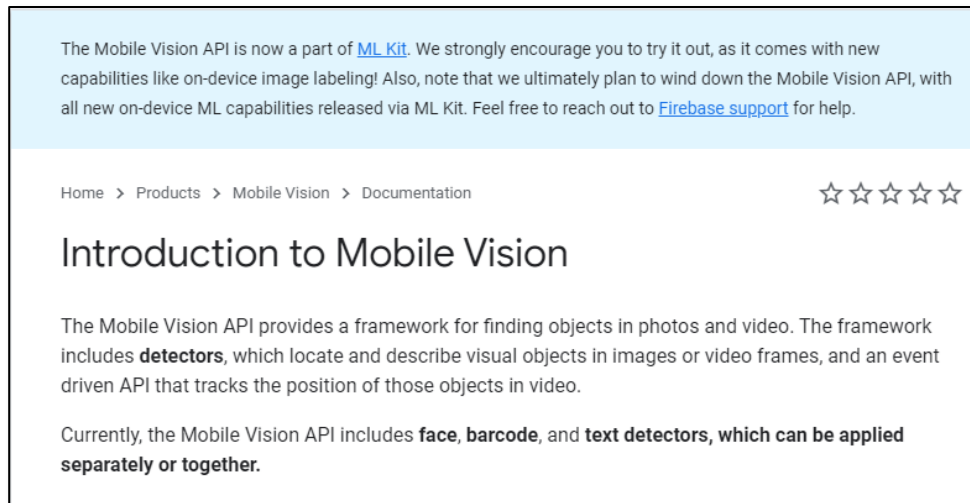 The Mobile Vision API is now a part of ML Kit. We strongly encourage you to try it out, as it comes with new
capabilities like on-device image labeling! Also, note that we ultimately plan to wind down the Mobile Vision API, with
all new on-device ML capabilities released via ML Kit. Feel free to reach out to Firebase support for help.
Home > Products > Mobile Vision > Documentation
Introduction to Mobile Vision
The Mobile Vision API provides a framework for finding objects in photos and video. The framework
includes detectors, which locate and describe visual objects in images or video frames, and an event
driven API that tracks the position of those objects in video.
Currently, the Mobile Vision API includes face, barcode, and text detectors, which can be applied
separately or together.